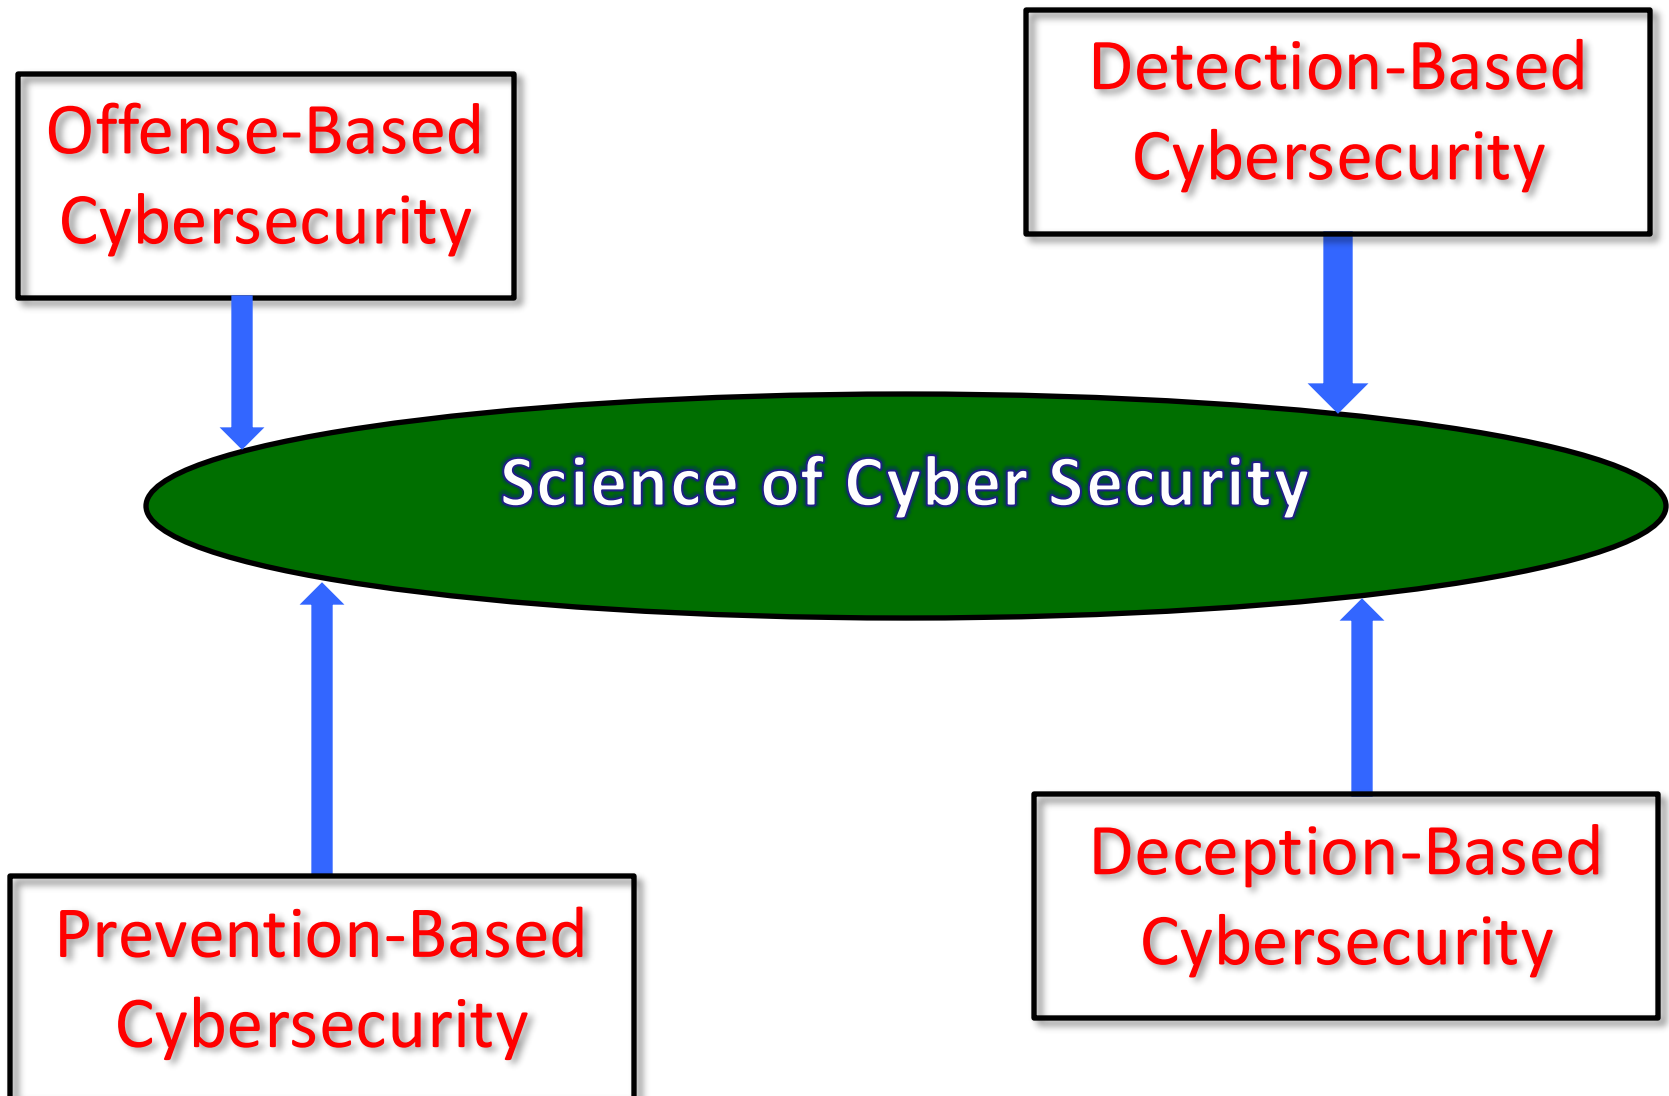 Offense-Based
Cybersecurity
Detection-Based
Cybersecurity
Science of Cyber Security
Prevention-Based
Cybersecurity
Deception-Based
Cybersecurity